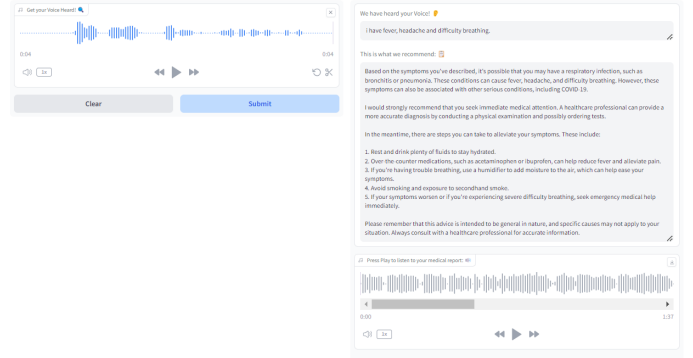 Get your Voice Heard!
0:04
0:04
1x
Clear
Submit
We have heard your Voice!
I have fever, headache and difficulty breathing.
This is what we recommend:
Based on the symptoms you've described, it's possible that you may have a respiratory infection, such as
bronchitis or pneumonia. These conditions can cause fever, headache, and difficulty breathing. However, these
symptoms can also be associated with other serious conditions, including COVID-19.
I would strongly recommend that you seek immediate medical attention. A healthcare professional can provide a
more accurate diagnosis by conducting a physical examination and possibly ordering tests.
In the meantime, there are steps you can take to alleviate your symptoms. These include:
1. Rest and drink plenty of fluids to stay hydrated.
2. Over-the-counter medications, such as acetaminophen or ibuprofen, can help reduce fever and alleviate pain.
3. If you're having trouble breathing, use a humidifier to add moisture to the air, which can help ease your
symptoms.
4. Avoid smoking and exposure to secondhand smoke.
5. If your symptoms worsen or if you're experiencing severe difficulty breathing, seek emergency medical help
immediately.
Please remember that this advice is intended to be general in nature, and specific causes may not apply to your
situation. Always consult with a healthcare professional for accurate information.
Press Play to listen to your medical report:
0:00
1:37
1x